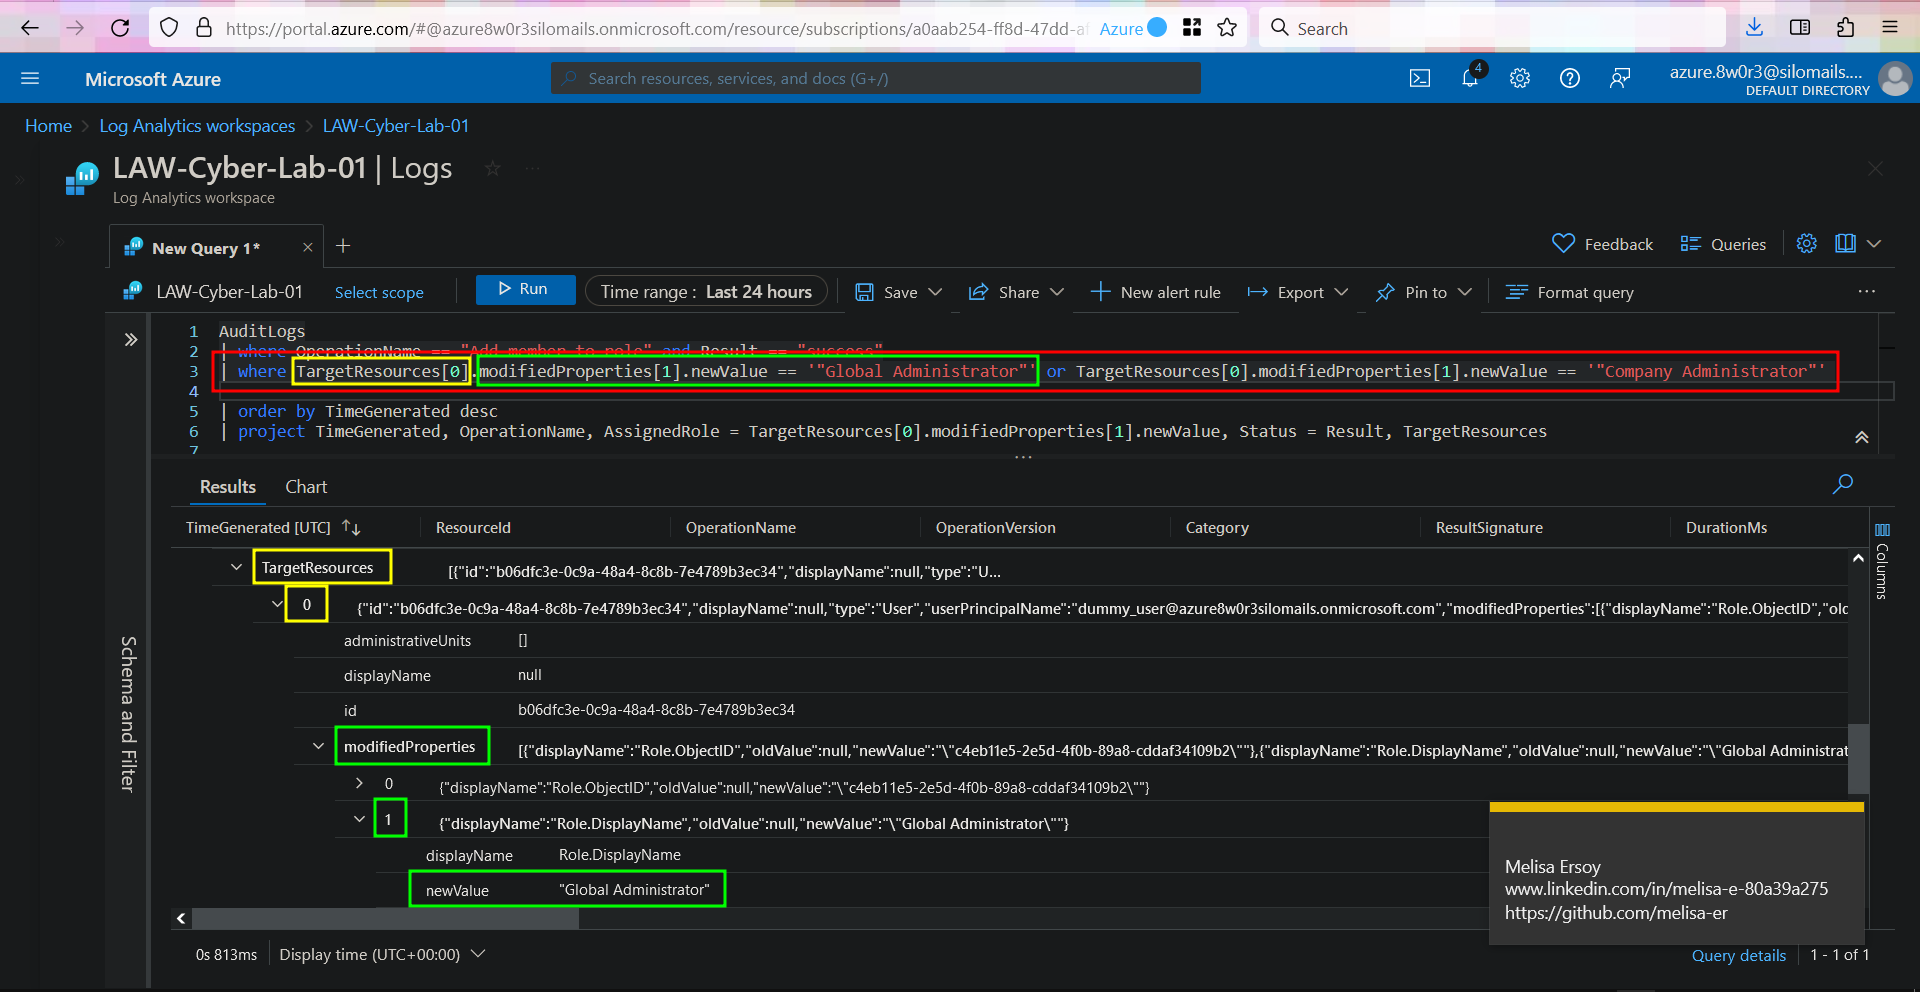 https://portal.azure.com/#@azure8w0r3silomails.onmicrosoft.com/resource/subscriptions/a0aab254-ff8d-47dd-af
Azure
Search
Microsoft Azure
Search resources, services, and docs (G+/)
4
azure.8w0r3@silomails....
DEFAULT DIRECTORY
Home > Log Analytics workspaces > LAW-Cyber-Lab-01
LAW-Cyber-Lab-01 | Logs
Log Analytics workspace
New Query 1*
Feedback
Queries
LAW-Cyber-Lab-01
Select scope
Run
Time range : Last 24 hours
Save
Share
New alert rule
Export
Pin to
Format query
1 AuditLogs
2 | where OperationName == "Add member to role" and Result == "success"
3 | where TargetResources[0].modifiedProperties[1].newValue == '"Global Administrator"' or TargetResources[0].modifiedProperties[1].newValue == '"Company Administrator"'
4
5 | order by TimeGenerated desc
6 | project TimeGenerated, OperationName, AssignedRole = TargetResources[0].modifiedProperties[1].newValue, Status = Result, TargetResources
7
Results
Chart
TimeGenerated [UTC]
ResourceId
OperationName
OperationVersion
Category
ResultSignature
DurationMs
Columns
Schema and Filter
TargetResources [{"id":"b06dfc3e-0c9a-48a4-8c8b-7e4789b3ec34","displayName":null,"type":"U...
0 {"id":"b06dfc3e-0c9a-48a4-8c8b-7e4789b3ec34","displayName":null,"type":"User","userPrincipalName":"dummy_user@azure8w0r3silomails.onmicrosoft.com","modifiedProperties":[{"displayName":"Role.ObjectID","olc
administrativeUnits []
displayName null
id b06dfc3e-0c9a-48a4-8c8b-7e4789b3ec34
modifiedProperties [{"displayName":"Role.ObjectID","oldValue":null,"newValue":"\"c4eb11e5-2e5d-4f0b-89a8-cddaf34109b2\""},{"displayName":"Role.DisplayName","oldValue":null,"newValue":"\"Global Administrat
0 {"displayName":"Role.ObjectID","oldValue":null,"newValue":"\"c4eb11e5-2e5d-4f0b-89a8-cddaf34109b2\""}
1 {"displayName":"Role.DisplayName","oldValue":null,"newValue":"\"Global Administrator\""}
displayName Role.DisplayName
newValue "Global Administrator"
Melisa Ersoy
www.linkedin.com/in/melisa-e-80a39a275
https://github.com/melisa-er
0s 813ms
Display time (UTC+00:00)
Query details
1 - 1 of 1